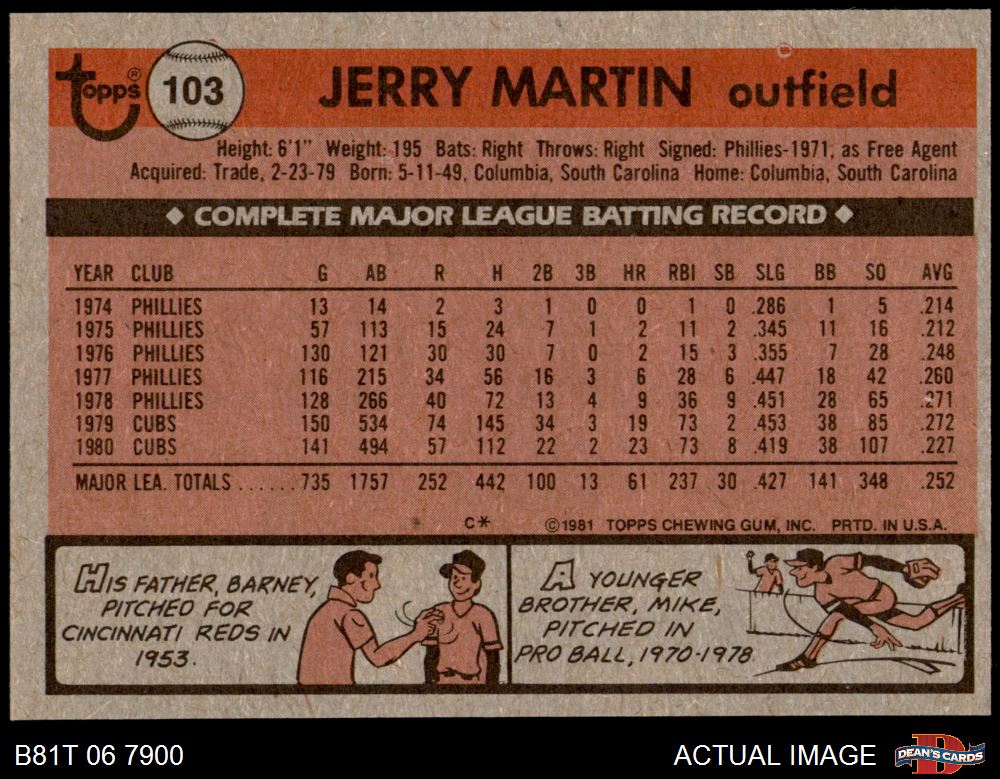 Topps® 103 JERRY MARTIN outfield
Height: 6'1" Weight: 195 Bats: Right Throws: Right Signed: Phillies-1971, as Free Agent
Acquired: Trade, 2-23-79 Born: 5-11-49, Columbia, South Carolina Home: Columbia, South Carolina
◆ COMPLETE MAJOR LEAGUE BATTING RECORD ◆
YEAR CLUB G AB R H 2B 3B HR RBI SB SLG BB SO AVG
1974 PHILLIES 13 14 2 3 1 0 0 1 0 .286 1 5 .214
1975 PHILLIES 57 113 15 24 7 1 2 11 2 .345 11 16 .212
1976 PHILLIES 130 121 30 30 7 0 2 15 3 .355 7 28 .248
1977 PHILLIES 116 215 34 56 16 3 6 28 6 .447 18 42 .260
1978 PHILLIES 128 266 40 72 13 4 9 36 9 .451 28 65 .271
1979 CUBS 150 534 74 145 34 3 19 73 2 .453 38 85 .272
1980 CUBS 141 494 57 112 22 2 23 73 8 .419 38 107 .227
MAJOR LEA. TOTALS ...... 735 1757 252 442 100 13 61 237 30 .427 141 348 .252
C* ©1981 TOPPS CHEWING GUM, INC. PRTD. IN U.S.A.
HIS FATHER, BARNEY,
PITCHED FOR
CINCINNATI REDS IN
1953.
A YOUNGER
BROTHER, MIKE,
PITCHED IN
PRO BALL, 1970-1978.
B81T 06 7900 ACTUAL IMAGE D DEAN'S CARDS